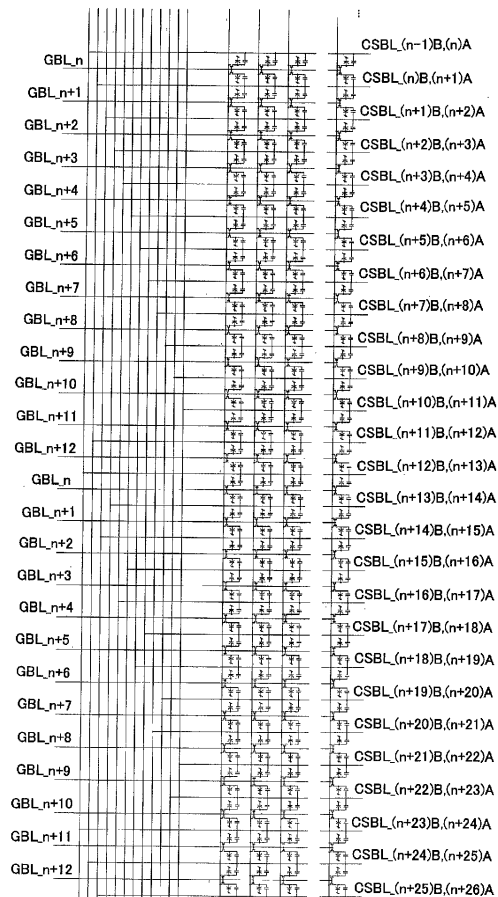 CSBL_(n-1)B,(n)A
GBL_n
CSBL_(n)B,(n+1)A
GBL_n+1
CSBL_(n+1)B,(n+2)A
GBL_n+2
CSBL_(n+2)B,(n+3)A
GBL_n+3
CSBL_(n+3)B,(n+4)A
GBL_n+4
CSBL_(n+4)B,(n+5)A
GBL_n+5
CSBL_(n+5)B,(n+6)A
GBL_n+6
CSBL_(n+6)B,(n+7)A
GBL_n+7
CSBL_(n+7)B,(n+8)A
GBL_n+8
CSBL_(n+8)B,(n+9)A
GBL_n+9
CSBL_(n+9)B,(n+10)A
GBL_n+10
CSBL_(n+10)B,(n+11)A
GBL_n+11
CSBL_(n+11)B,(n+12)A
GBL_n+12
CSBL_(n+12)B,(n+13)A
GBL_n
CSBL_(n+13)B,(n+14)A
GBL_n+1
CSBL_(n+14)B,(n+15)A
GBL_n+2
CSBL_(n+15)B,(n+16)A
GBL_n+3
CSBL_(n+16)B,(n+17)A
GBL_n+4
CSBL_(n+17)B,(n+18)A
GBL_n+5
CSBL_(n+18)B,(n+19)A
GBL_n+6
CSBL_(n+19)B,(n+20)A
GBL_n+7
CSBL_(n+20)B,(n+21)A
GBL_n+8
CSBL_(n+21)B,(n+22)A
GBL_n+9
CSBL_(n+22)B,(n+23)A
GBL_n+10
CSBL_(n+23)B,(n+24)A
GBL_n+11
CSBL_(n+24)B,(n+25)A
GBL_n+12
CSBL_(n+25)B,(n+26)A